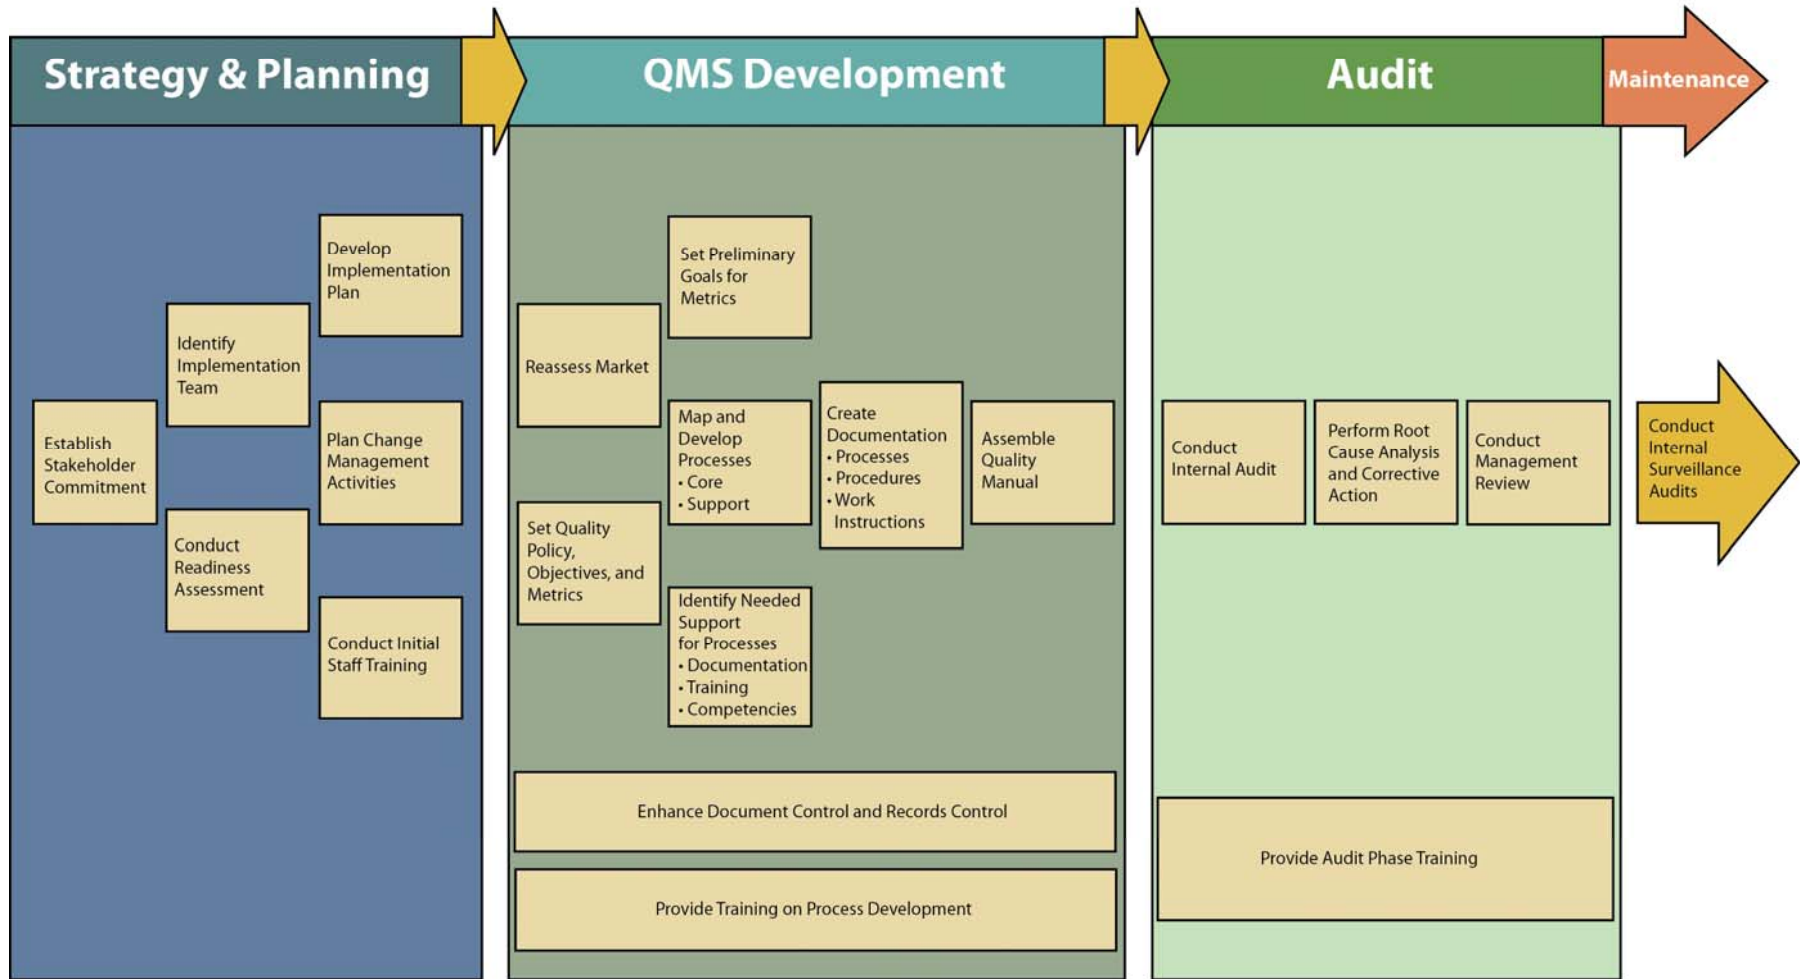 Strategy & Planning
QMS Development
Audit
Maintenance
Establish
Stakeholder
Commitment
Identify
Implementation
Team
Conduct
Readiness
Assessment
Develop
Implementation
Plan
Plan Change
Management
Activities
Conduct Initial
Staff Training
Reassess Market
Set Quality
Policy,
Objectives, and
Metrics
Set Preliminary
Goals for
Metrics
Map and
Develop
Processes
• Core
• Support
Identify Needed
Support
for Processes
• Documentation
• Training
• Competencies
Create
Documentation
• Processes
• Procedures
• Work
Instructions
Assemble
Quality
Manual
Enhance Document Control and Records Control
Provide Training on Process Development
Conduct
Internal Audit
Perform Root
Cause Analysis
and Corrective
Action
Conduct
Management
Review
Provide Audit Phase Training
Conduct
Internal
Surveillance
Audits